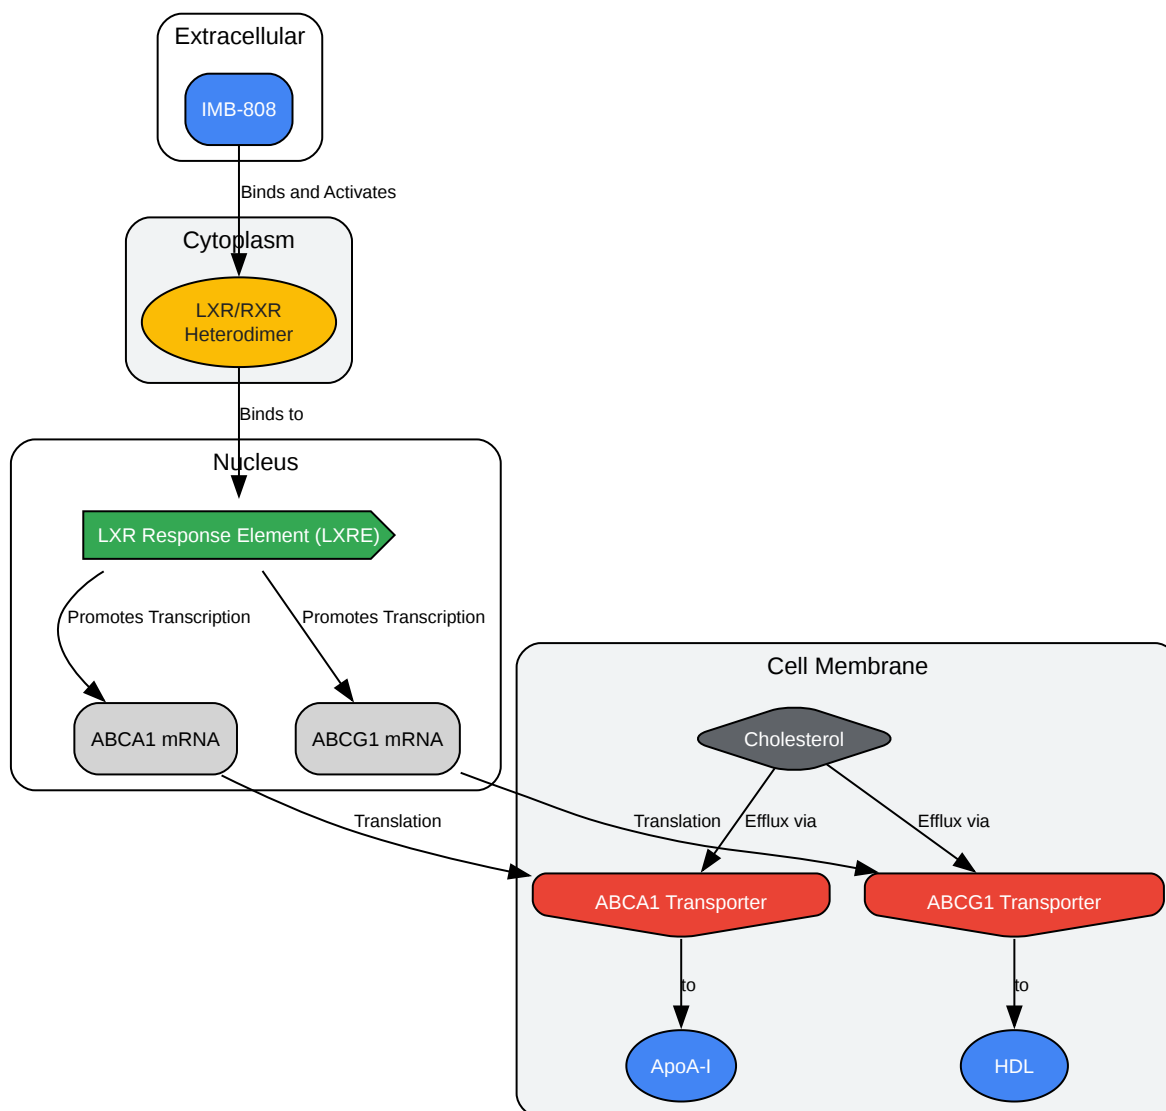 Extracellular
IMB-808
Binds and Activates
Cytoplasm
LXR/RXR
Heterodimer
Binds to
Nucleus
LXR Response Element (LXRE)
Promotes Transcription
Promotes Transcription
Cell Membrane
ABCA1 mRNA
ABCG1 mRNA
Cholesterol
Translation
Translation
Efflux via
Efflux via
ABCA1 Transporter
ABCG1 Transporter
to
to
ApoA-I
HDL